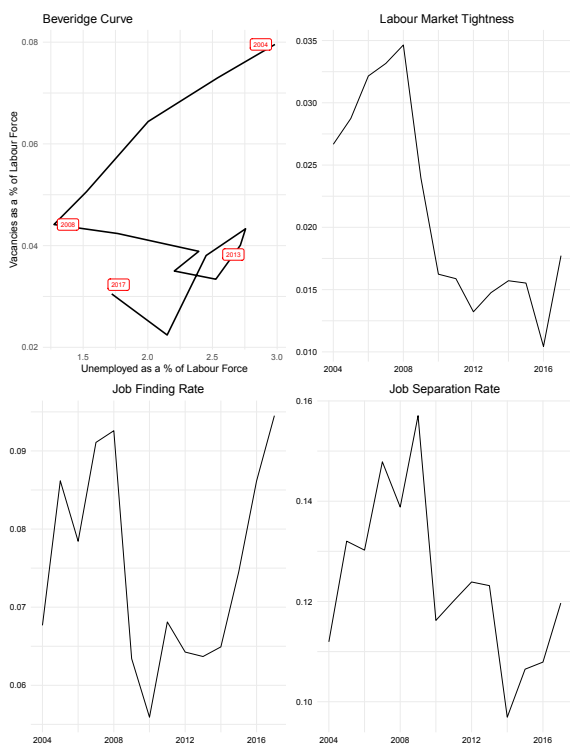 Beveridge Curve
Vacancies as a % of Labour Force
0.08
0.06
0.04
0.02
2004
2008
2013
2017
1.5 2.0 2.5 3.0
Unemployed as a % of Labour Force
Labour Market Tightness
0.035
0.030
0.025
0.020
0.015
0.010
2004 2008 2012 2016
Job Finding Rate
0.09
0.08
0.07
0.06
2004 2008 2012 2016
Job Separation Rate
0.16
0.14
0.12
0.10
2004 2008 2012 2016